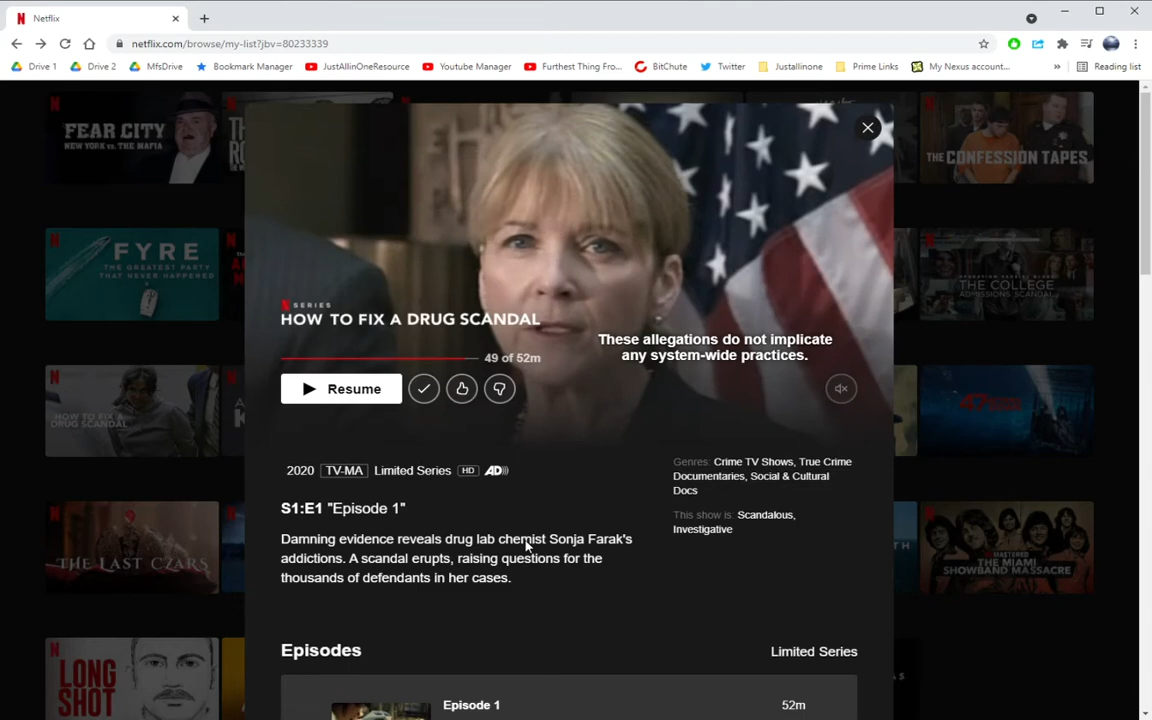 Netflix
netflix.com/browse/my-list?jbv=80233339
Drive 1
Drive 2
MfsDrive
Bookmark Manager
JustAllinOneResource
Youtube Manager
Furthest Thing Fro...
BitChute
Twitter
Justallinone
Prime Links
My Nexus account...
»
Reading list
FEAR CITY
NEW YORK vs. THE MAFIA
THE CONFESSION TAPES
FYRE
THE GREATEST PARTY
THAT NEVER HAPPENED
THE COLLEGE
ADMISSIONS SCANDAL
SERIES
HOW TO FIX A DRUG SCANDAL
These allegations do not implicate
any system-wide practices.
49 of 52m
Resume
HOW TO FIX A
DRUG SCANDAL
47
2020 TV-MA Limited Series HD AD
Genres: Crime TV Shows, True Crime
Documentaries, Social & Cultural
Docs
This show is: Scandalous,
Investigative
S1:E1 "Episode 1"
Damning evidence reveals drug lab chemist Sonja Farak's
addictions. A scandal erupts, raising questions for the
thousands of defendants in her cases.
THE LAST CZARS
REMASTERED
THE MIAMI
SHOWBAND MASSACRE
LONG
SHOT
Episodes
Limited Series
Episode 1
52m